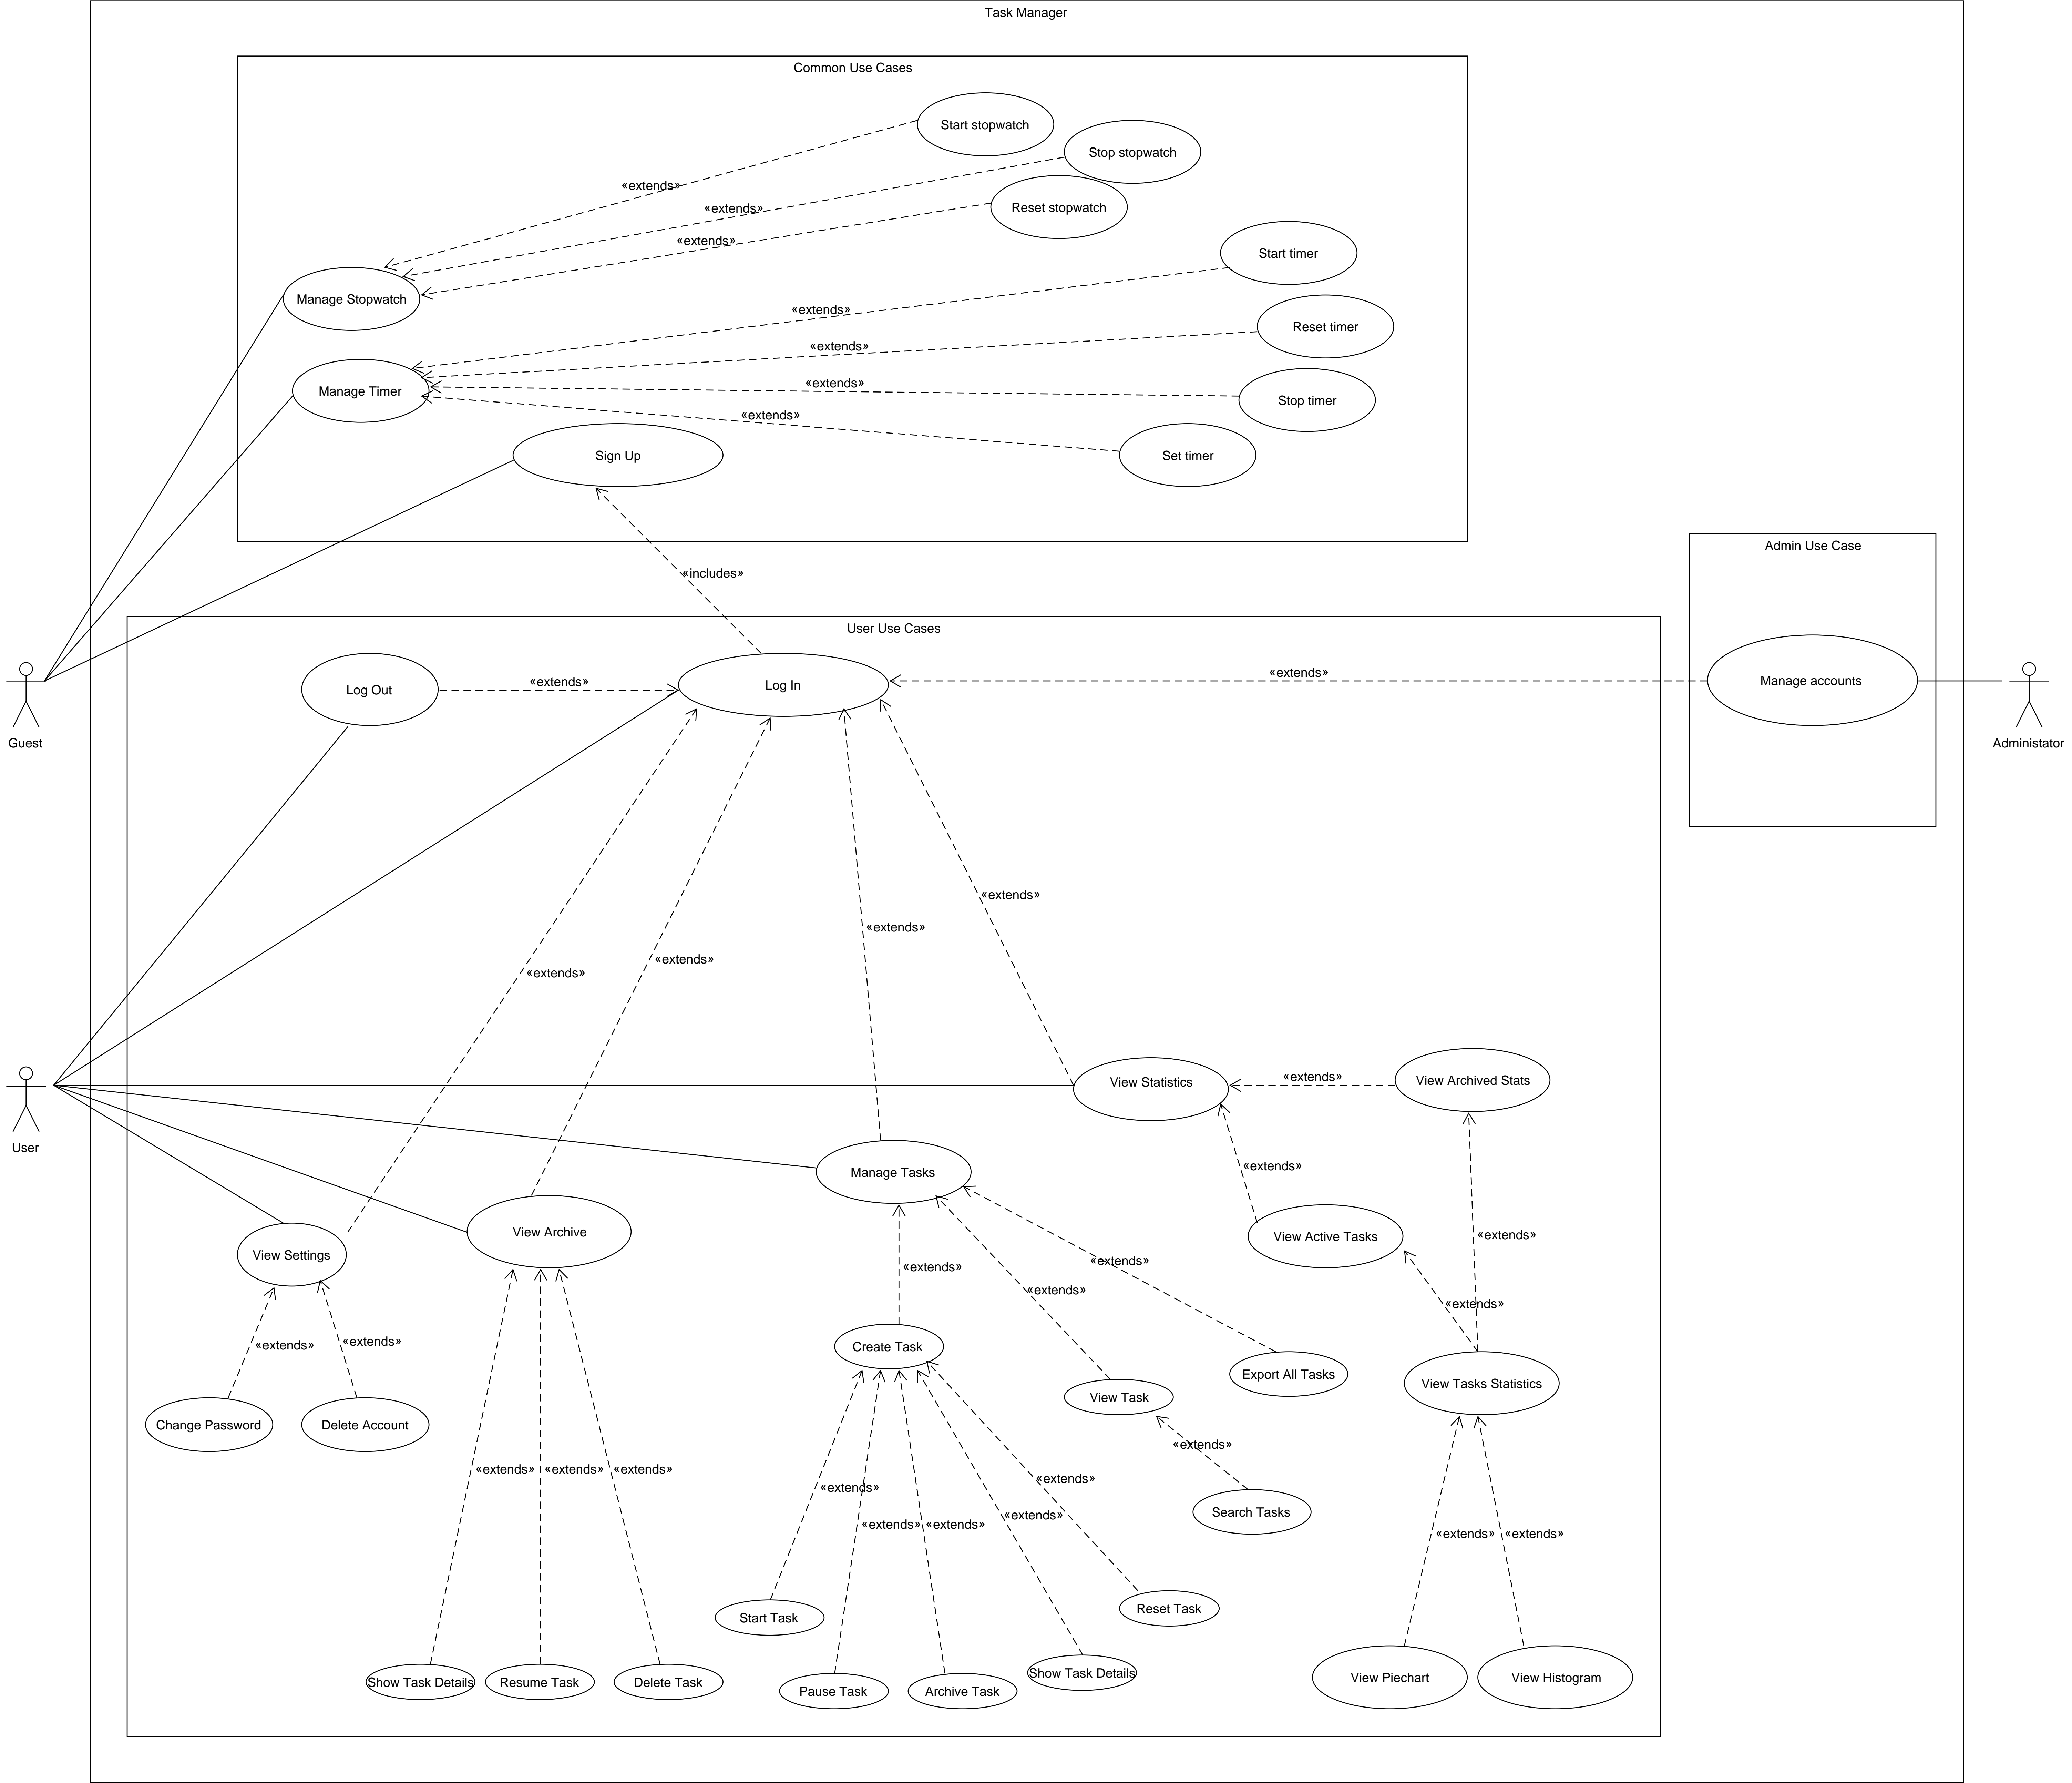 Task Manager
Common Use Cases
Start stopwatch
Stop stopwatch
«extends»
Reset stopwatch
«extends»
«extends»
Start timer
Manage Stopwatch
«extends»
Reset timer
«extends»
«extends»
Manage Timer
Stop timer
«extends»
Sign Up
Set timer
Admin Use Case
«includes»
User Use Cases
«extends»
Manage accounts
Log In
«extends»
Log Out
Guest
Administator
«extends»
«extends»
«extends»
«extends»
«extends»
View Archived Stats
View Statistics
User
«extends»
Manage Tasks
View Archive
«extends»
View Active Tasks
View Settings
«extends»
«extends»
«extends»
«extends»
«extends»
«extends»
Create Task
Export All Tasks
View Tasks Statistics
View Task
Change Password
Delete Account
«extends»
«extends»
«extends»
«extends»
«extends»
«extends»
Search Tasks
«extends»
«extends»
«extends»
«extends»
«extends»
Reset Task
Start Task
Show Task Details
View Piechart
View Histogram
Show Task Details
Resume Task
Delete Task
Pause Task
Archive Task